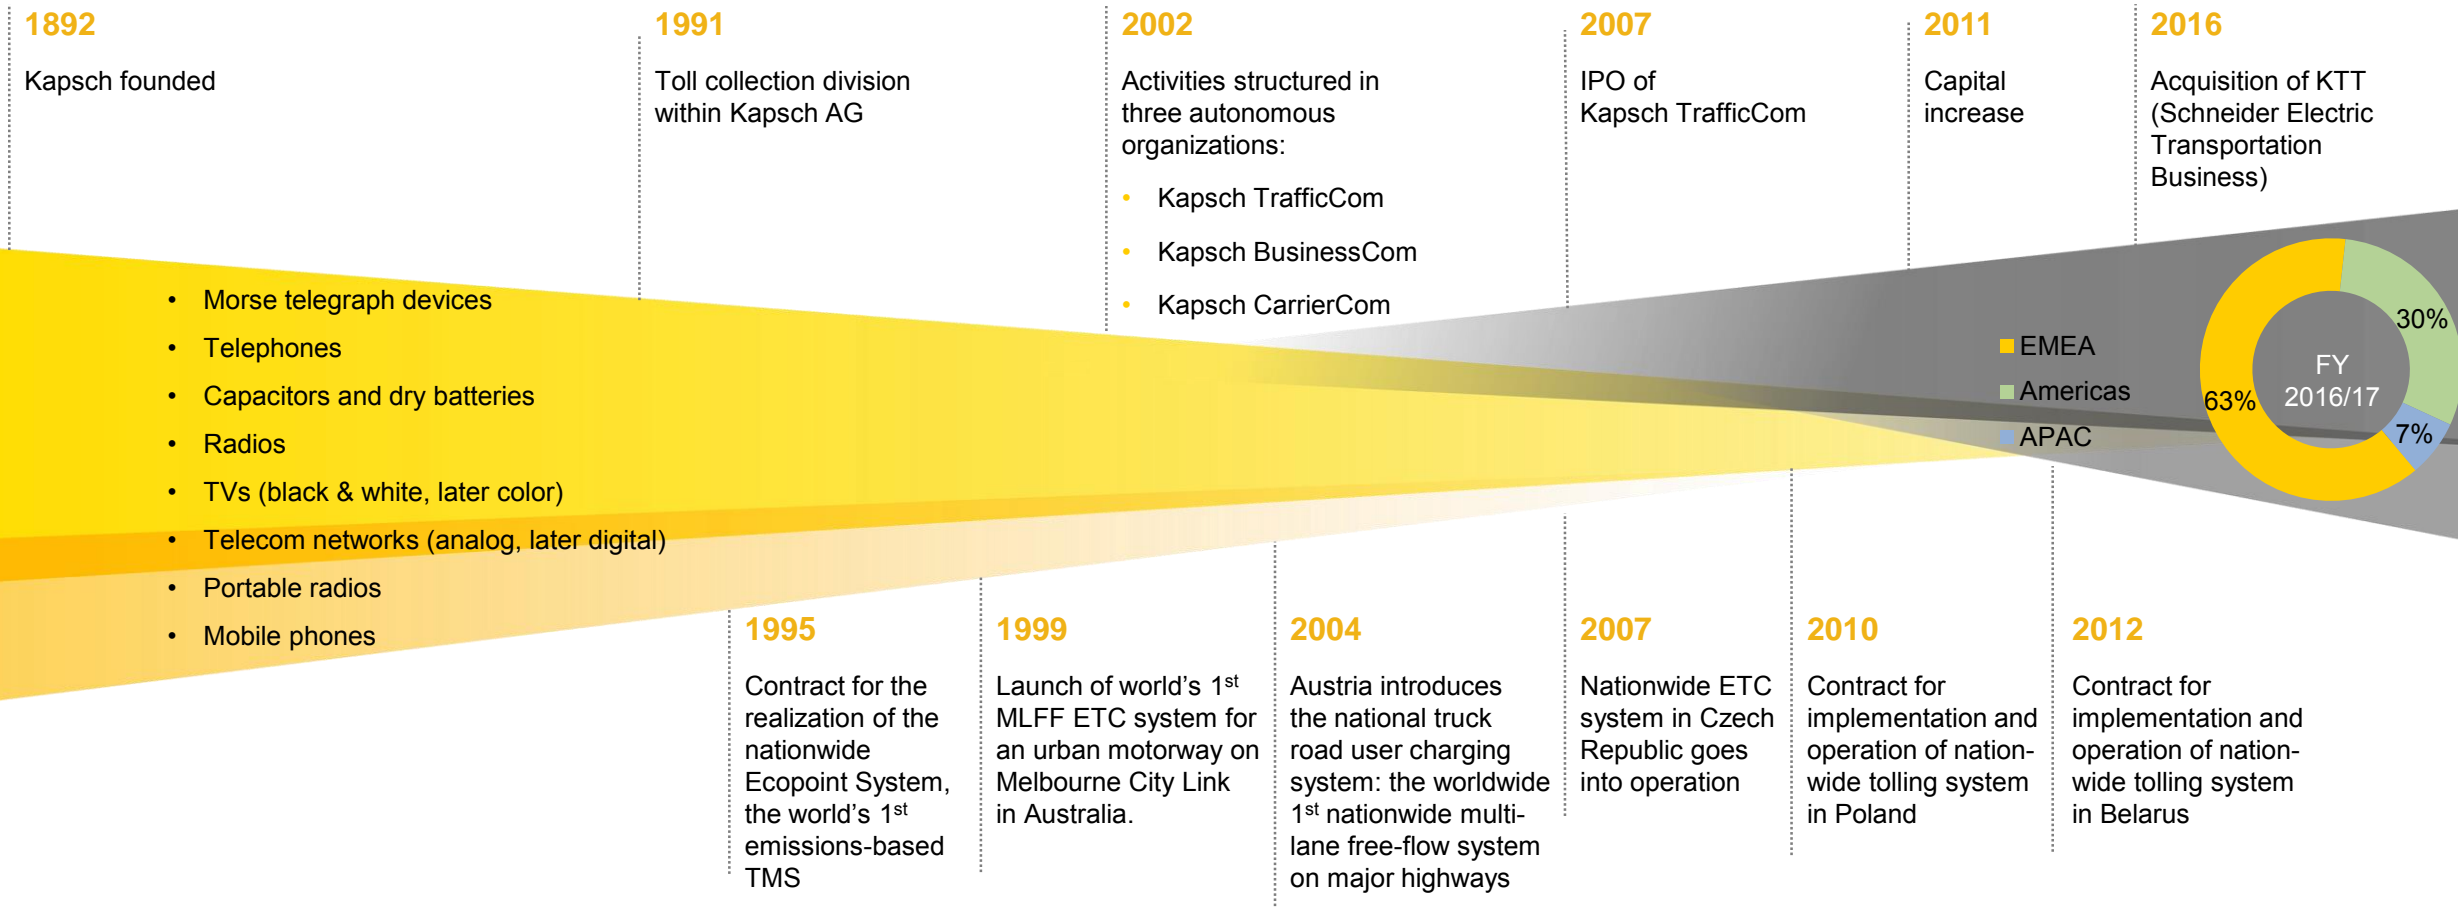 1892
Kapsch founded
1991
Toll collection division
within Kapsch AG
2002
Activities structured in
three autonomous
organizations:
• Kapsch TrafficCom
• Kapsch BusinessCom
• Kapsch CarrierCom
2007
IPO of
Kapsch TrafficCom
2011
Capital
increase
2016
Acquisition of KTT
(Schneider Electric
Transportation
Business)
• Morse telegraph devices
• Telephones
• Capacitors and dry batteries
• Radios
• TVs (black & white, later color)
• Telecom networks (analog, later digital)
• Portable radios
• Mobile phones
EMEA
Americas
APAC
30%
63%
7%
FY
2016/17
1995
Contract for the
realization of the
nationwide
Ecopoint System,
the world's 1st
emissions-based
TMS
1999
Launch of world's 1st
MLFF ETC system for
an urban motorway on
Melbourne City Link
in Australia.
2004
Austria introduces
the national truck
road user charging
system: the worldwide
1st nationwide multi-
lane free-flow system
on major highways
2007
Nationwide ETC
system in Czech
Republic goes
into operation
2010
Contract for
implementation and
operation of nation-
wide tolling system
in Poland
2012
Contract for
implementation and
operation of nation-
wide tolling system
in Belarus